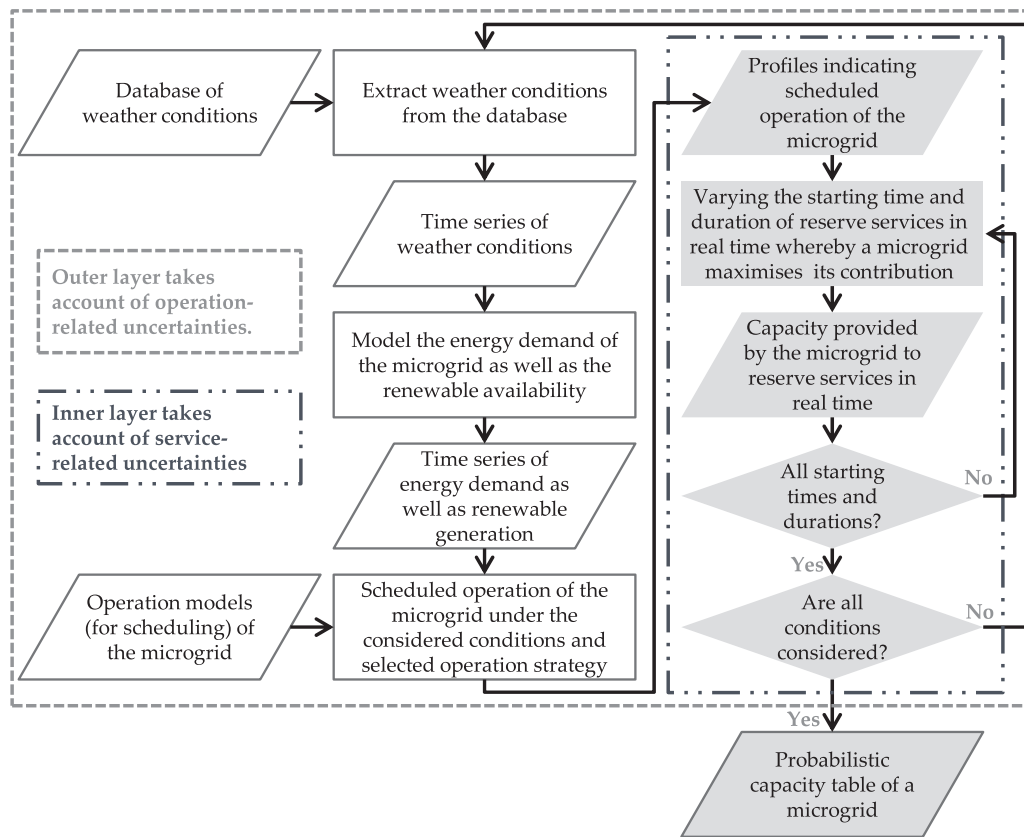 Database of
weather conditions
Extract weather conditions
from the database
Time series of
weather conditions
Model the energy demand of
the microgrid as well as the
renewable availability
Time series of
energy demand as
well as renewable
generation
Operation models
(for scheduling) of
the microgrid
Scheduled operation of the
microgrid under the
considered conditions and
selected operation strategy
Outer layer takes
account of operation-
related uncertainties.
Inner layer takes
account of service-
related uncertainties
Profiles indicating
scheduled
operation of the
microgrid
Varying the starting time and
duration of reserve services in
real time whereby a microgrid
maximises its contribution
Capacity provided
by the microgrid to
reserve services in
real time
All starting
times and
durations?
No
Yes
Are all
conditions
considered?
No
Yes
Probabilistic
capacity table of a
microgrid